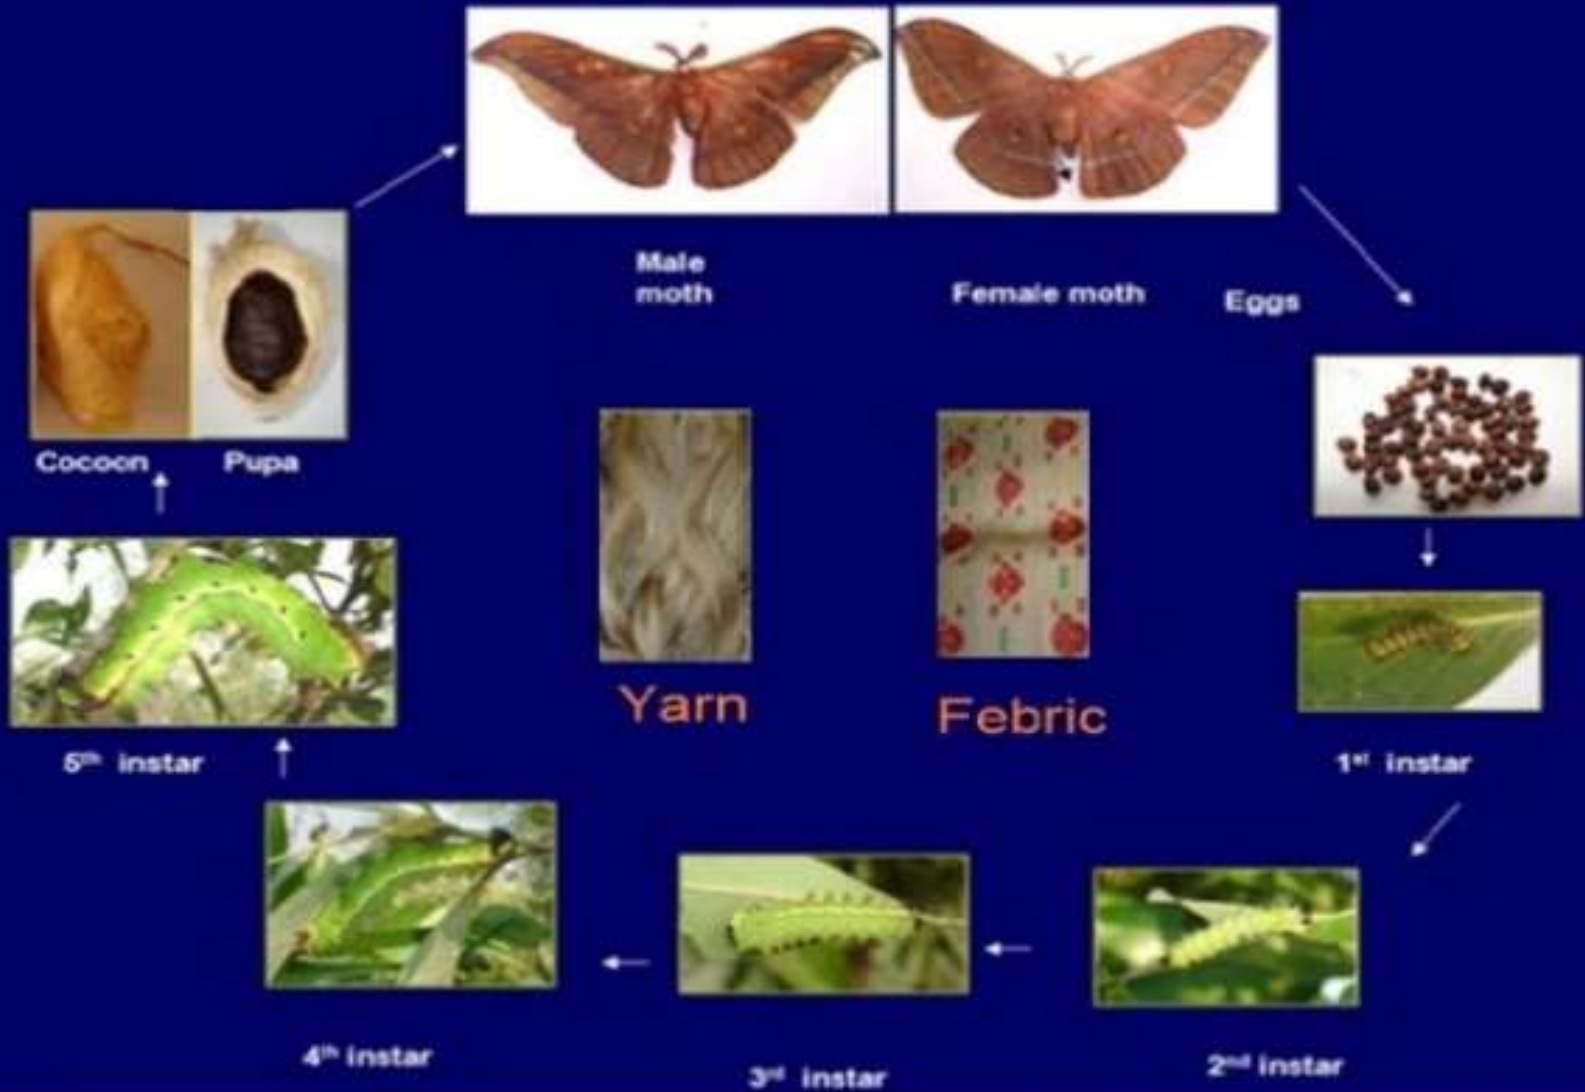 Male
moth
Female moth
Eggs
Cocoon
Pupa
Yarn
Febric
5th instar
1st instar
4th instar
3rd instar
2nd instar